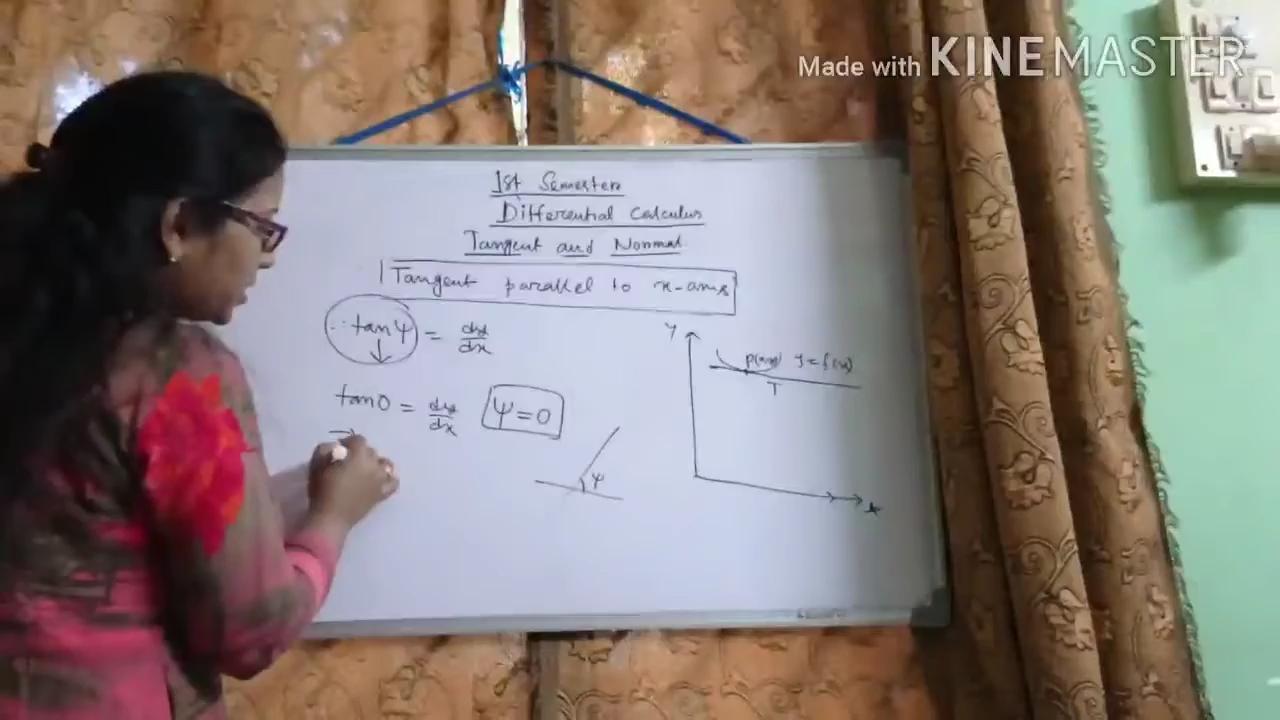 Made with KINEMASTER
1st Semester
Differential Calculus
Tangent and Normal
Tangent parallel to x-axis
∴ tanψ = dy/dx
tan0 = dy/dx ψ=0
ψ
Y
P(x,y) y=f(x)
T
X